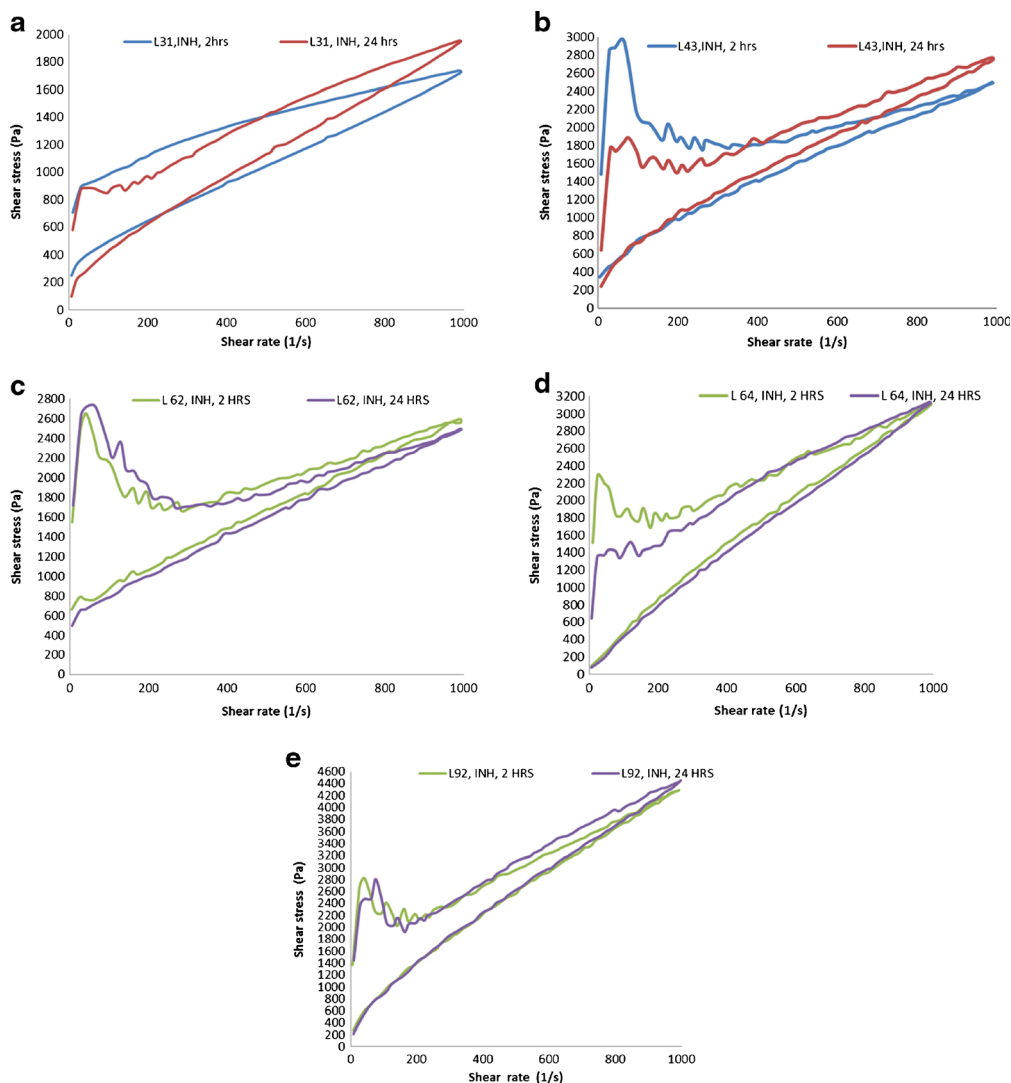 a
L31,INH, 2hrs
L31, INH, 24 hrs
2000
1800
1600
1400
1200
1000
800
600
400
200
0
Shear stress (Pa)
0 200 400 600 800 1000
Shear rate (1/s)
b
L43,INH, 2 hrs
L43,INH, 24 hrs
3000
2800
2600
2400
2200
2000
1800
1600
1400
1200
1000
800
600
400
200
0
Shear stress (Pa)
0 200 400 600 800 1000
Shear srate (1/s)
c
L 62, INH, 2 HRS
L62, INH, 24 HRS
2800
2600
2400
2200
2000
1800
1600
1400
1200
1000
800
600
400
200
0
Shear stress (Pa)
0 200 400 600 800 1000
Shear rate (1/s)
d
L 64, INH, 2 HRS
L 64, INH, 24 HRS
3200
3000
2800
2600
2400
2200
2000
1800
1600
1400
1200
1000
800
600
400
200
0
Shear stress (Pa)
0 200 400 600 800 1000
Shear rate (1/s)
e
L92, INH, 2 HRS
L92, INH, 24 HRS
4600
4400
4200
4000
3800
3600
3400
3200
3000
2800
2600
2400
2200
2000
1800
1600
1400
1200
1000
800
600
400
200
0
Shear stress (Pa)
0 200 400 600 800 1000
Shear rate (1/s)